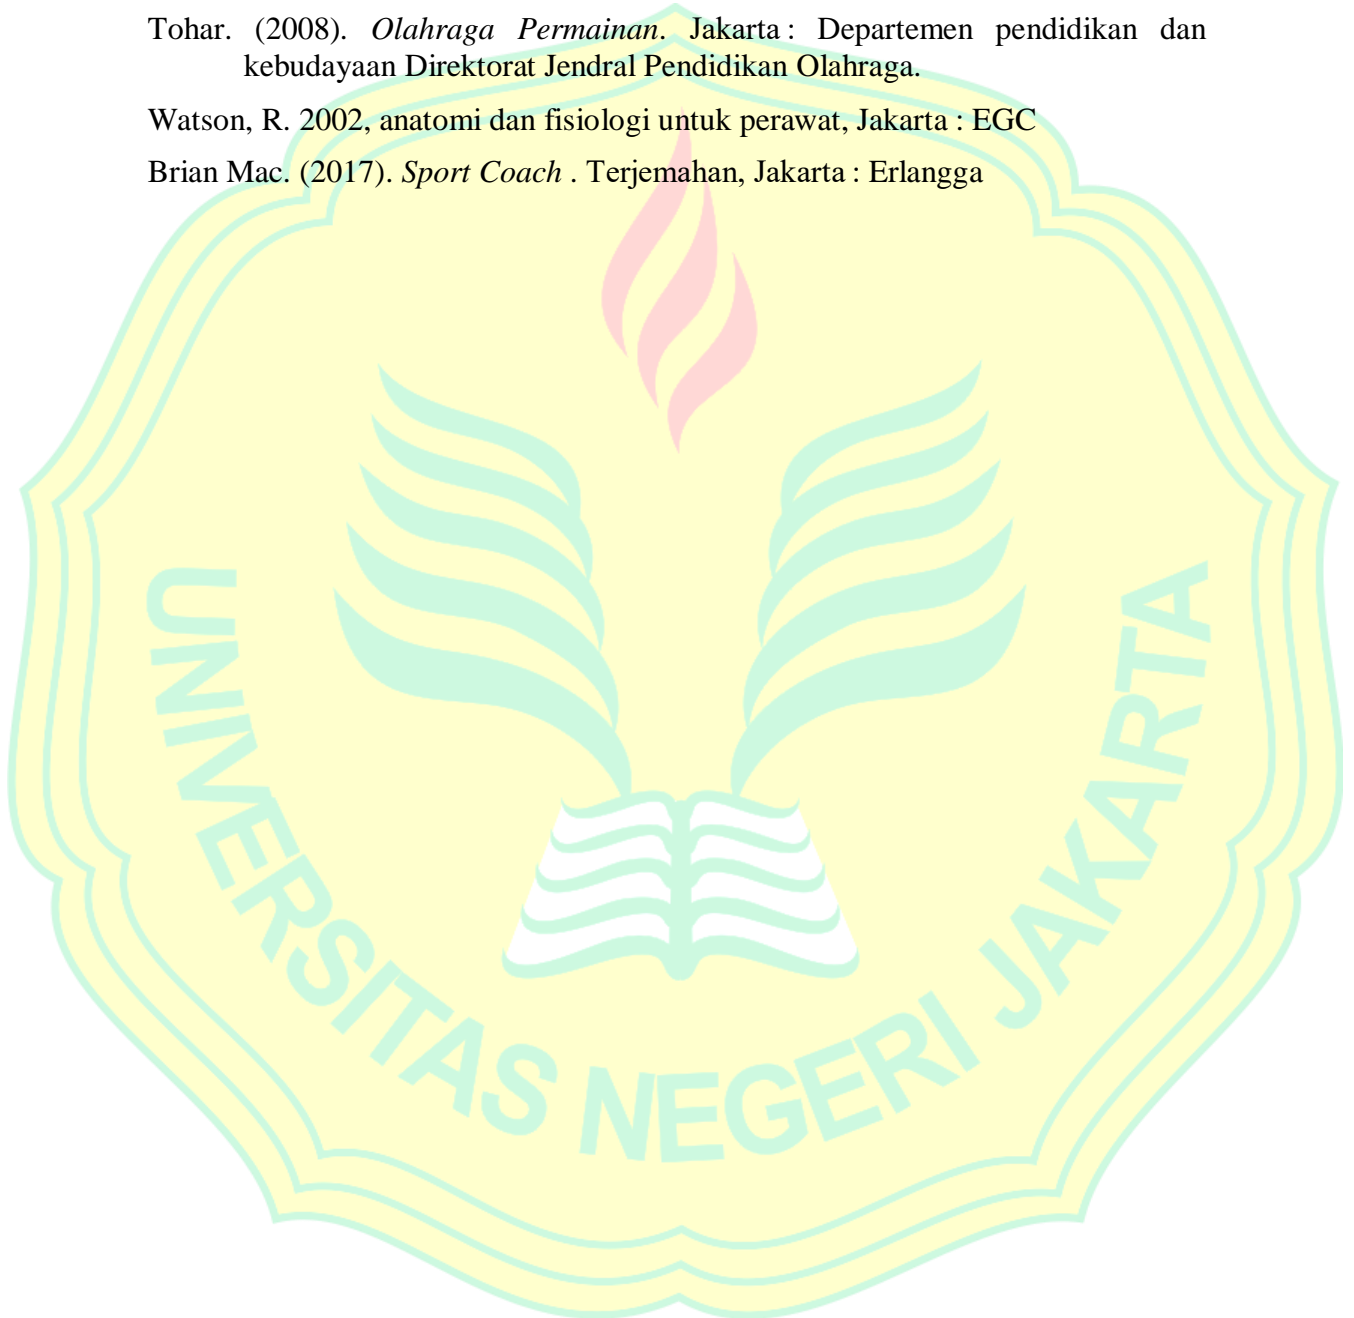 Tohar. (2008). Olahraga Permainan. Jakarta : Departemen pendidikan dan
kebudayaan Direktorat Jendral Pendidikan Olahraga.
Watson, R. 2002, anatomi dan fisiologi untuk perawat, Jakarta : EGC
Brian Mac. (2017). Sport Coach . Terjemahan, Jakarta : Erlangga
UNIVERSITAS NEGERI JAKARTA